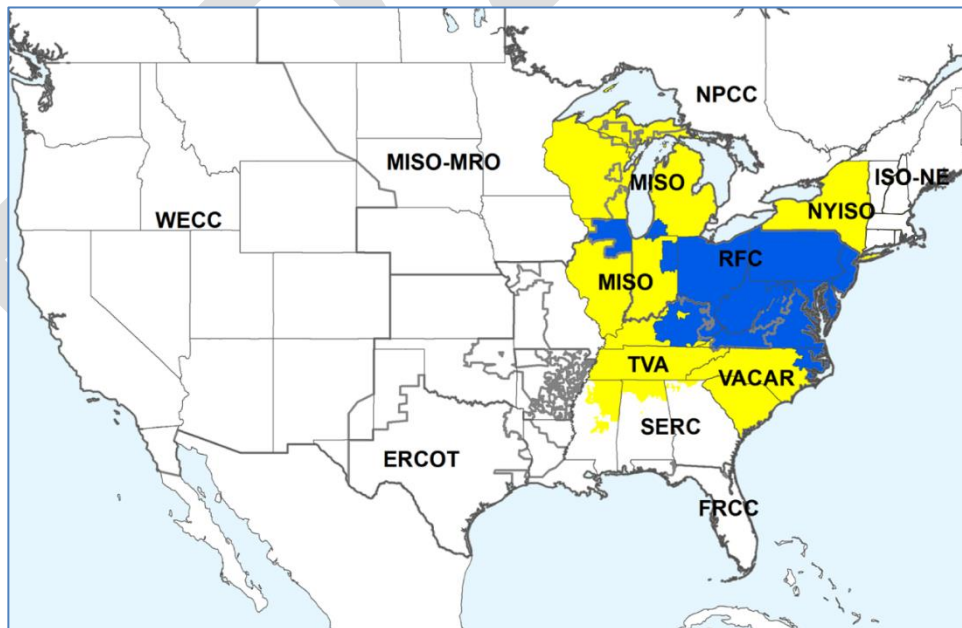 NPCC
MISO-MRO
ISO-NE
MISO
NYISO
WECC
RFC
MISO
TVA
VACAR
SERC
ERCOT
FRCC